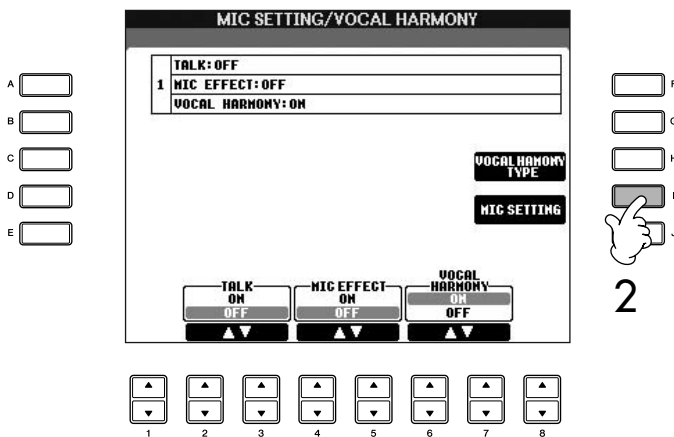 MIC SETTING/VOCAL HARMONY
TALK: OFF
1 MIC EFFECT: OFF
VOCAL HARMONY: ON
A
B
C
D
E
F
G
H
I
J
VOCAL HAMONY
TYPE
MIC SETTING
2
TALK
ON
OFF
MIC EFFECT
ON
OFF
VOCAL
HARMONY
ON
OFF
1 2 3 4 5 6 7 8